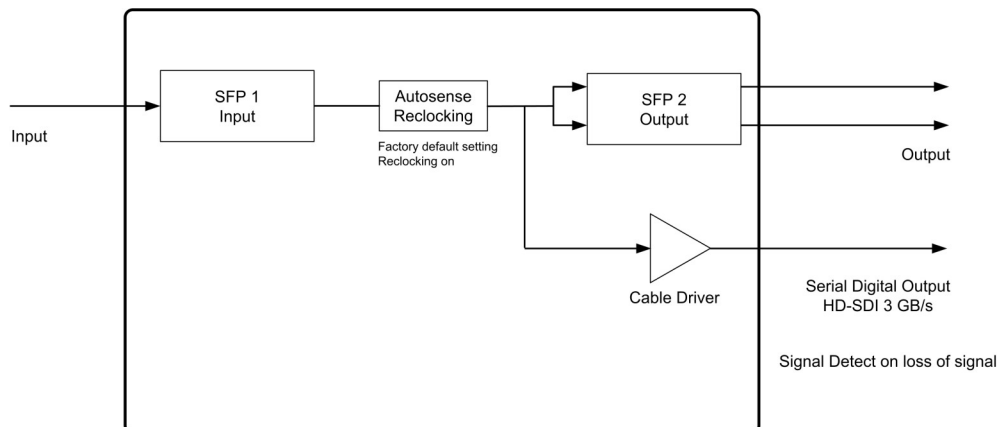 SFP 1
Input
Autosense
Reclocking
SFP 2
Output
Input
Factory default setting
Reclocking on
Output
Cable Driver
Serial Digital Output
HD-SDI 3 GB/s
Signal Detect on loss of signal